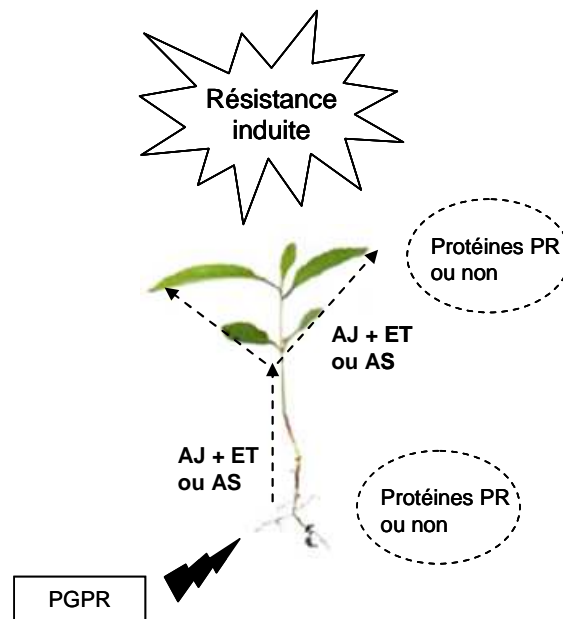 Résistance
induite
Protéines PR
ou non
AJ + ET
ou AS
AJ + ET
ou AS
Protéines PR
ou non
PGPR